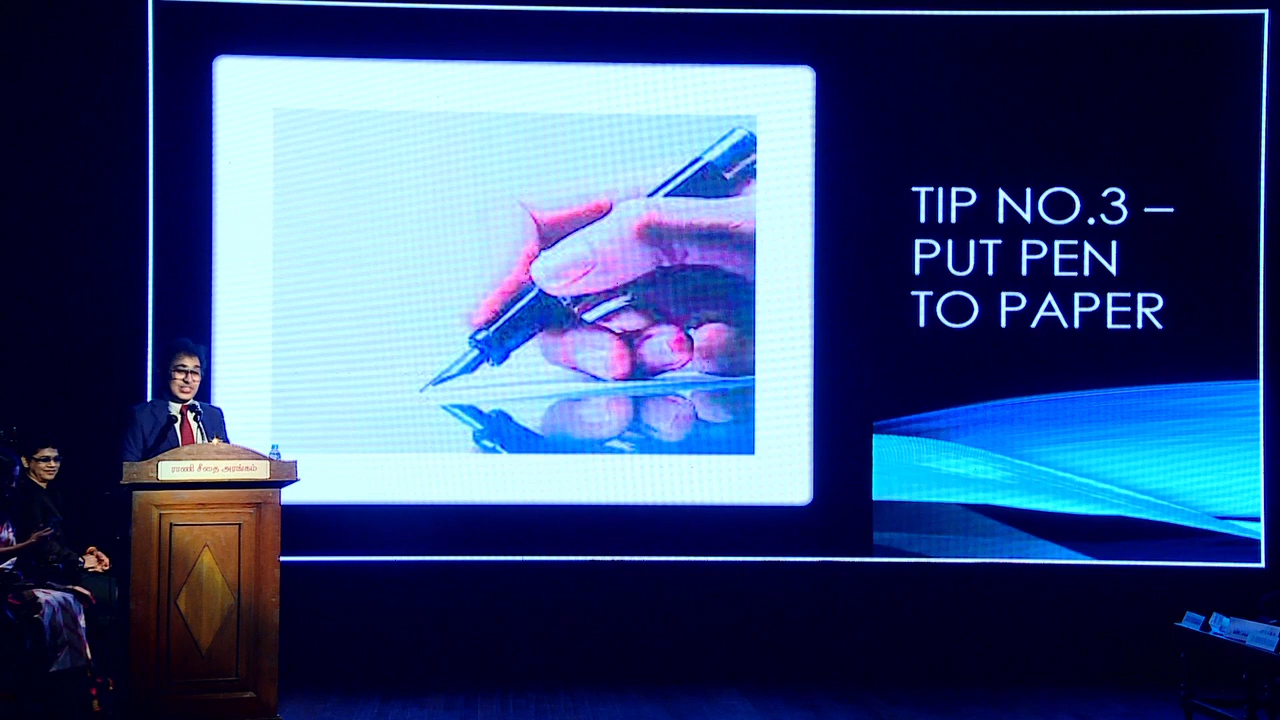 TIP NO.3 –
PUT PEN
TO PAPER
ராணி சீதை அரங்கம்